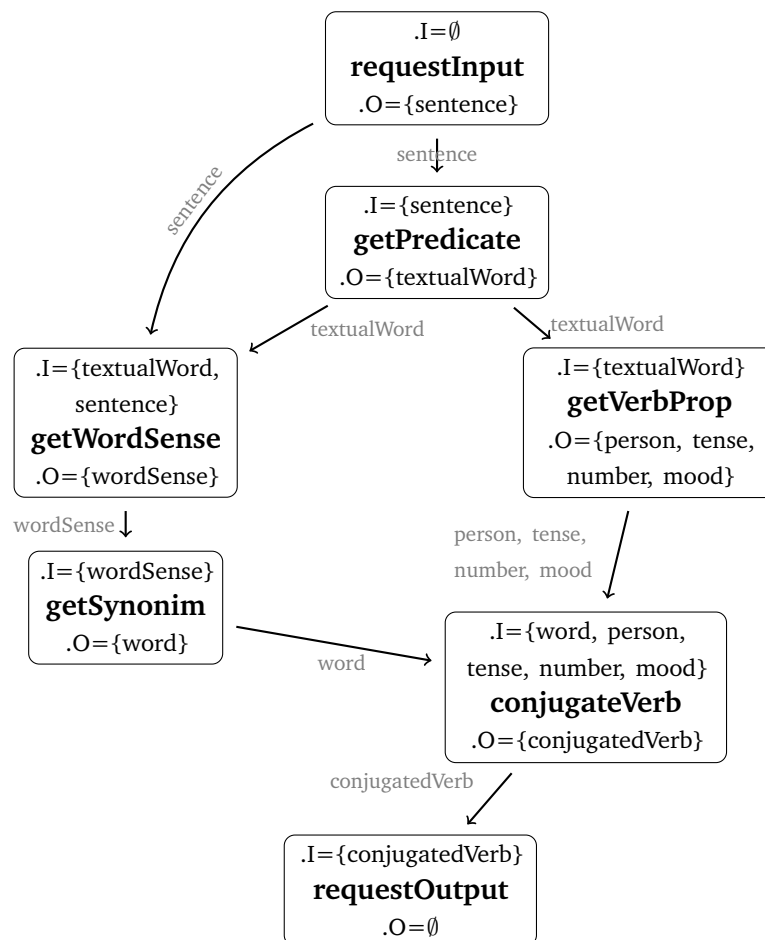 .I=∅
requestInput
.O={sentence}
sentence
sentence
.I={sentence}
getPredicate
.O={textualWord}
textualWord
textualWord
.I={textualWord,
sentence}
getWordSense
.O={wordSense}
.I={textualWord}
getVerbProp
.O={person, tense,
number, mood}
wordSense
person, tense,
number, mood
.I={wordSense}
getSynonim
.O={word}
word
.I={word, person,
tense, number, mood}
conjugateVerb
.O={conjugatedVerb}
conjugatedVerb
.I={conjugatedVerb}
requestOutput
.O=∅